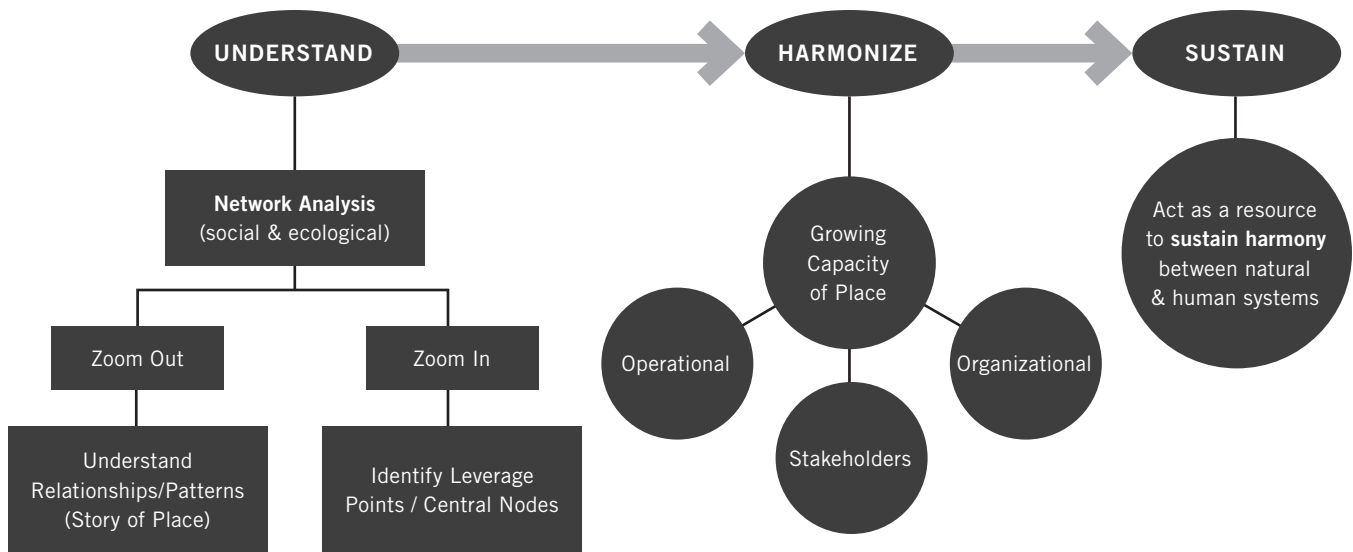 UNDERSTAND
HARMONIZE
SUSTAIN
Network Analysis
(social & ecological)
Zoom Out
Zoom In
Understand
Relationships/Patterns
(Story of Place)
Identify Leverage
Points / Central Nodes
Growing
Capacity
of Place
Operational
Stakeholders
Organizational
Act as a resource
to sustain harmony
between natural
& human systems